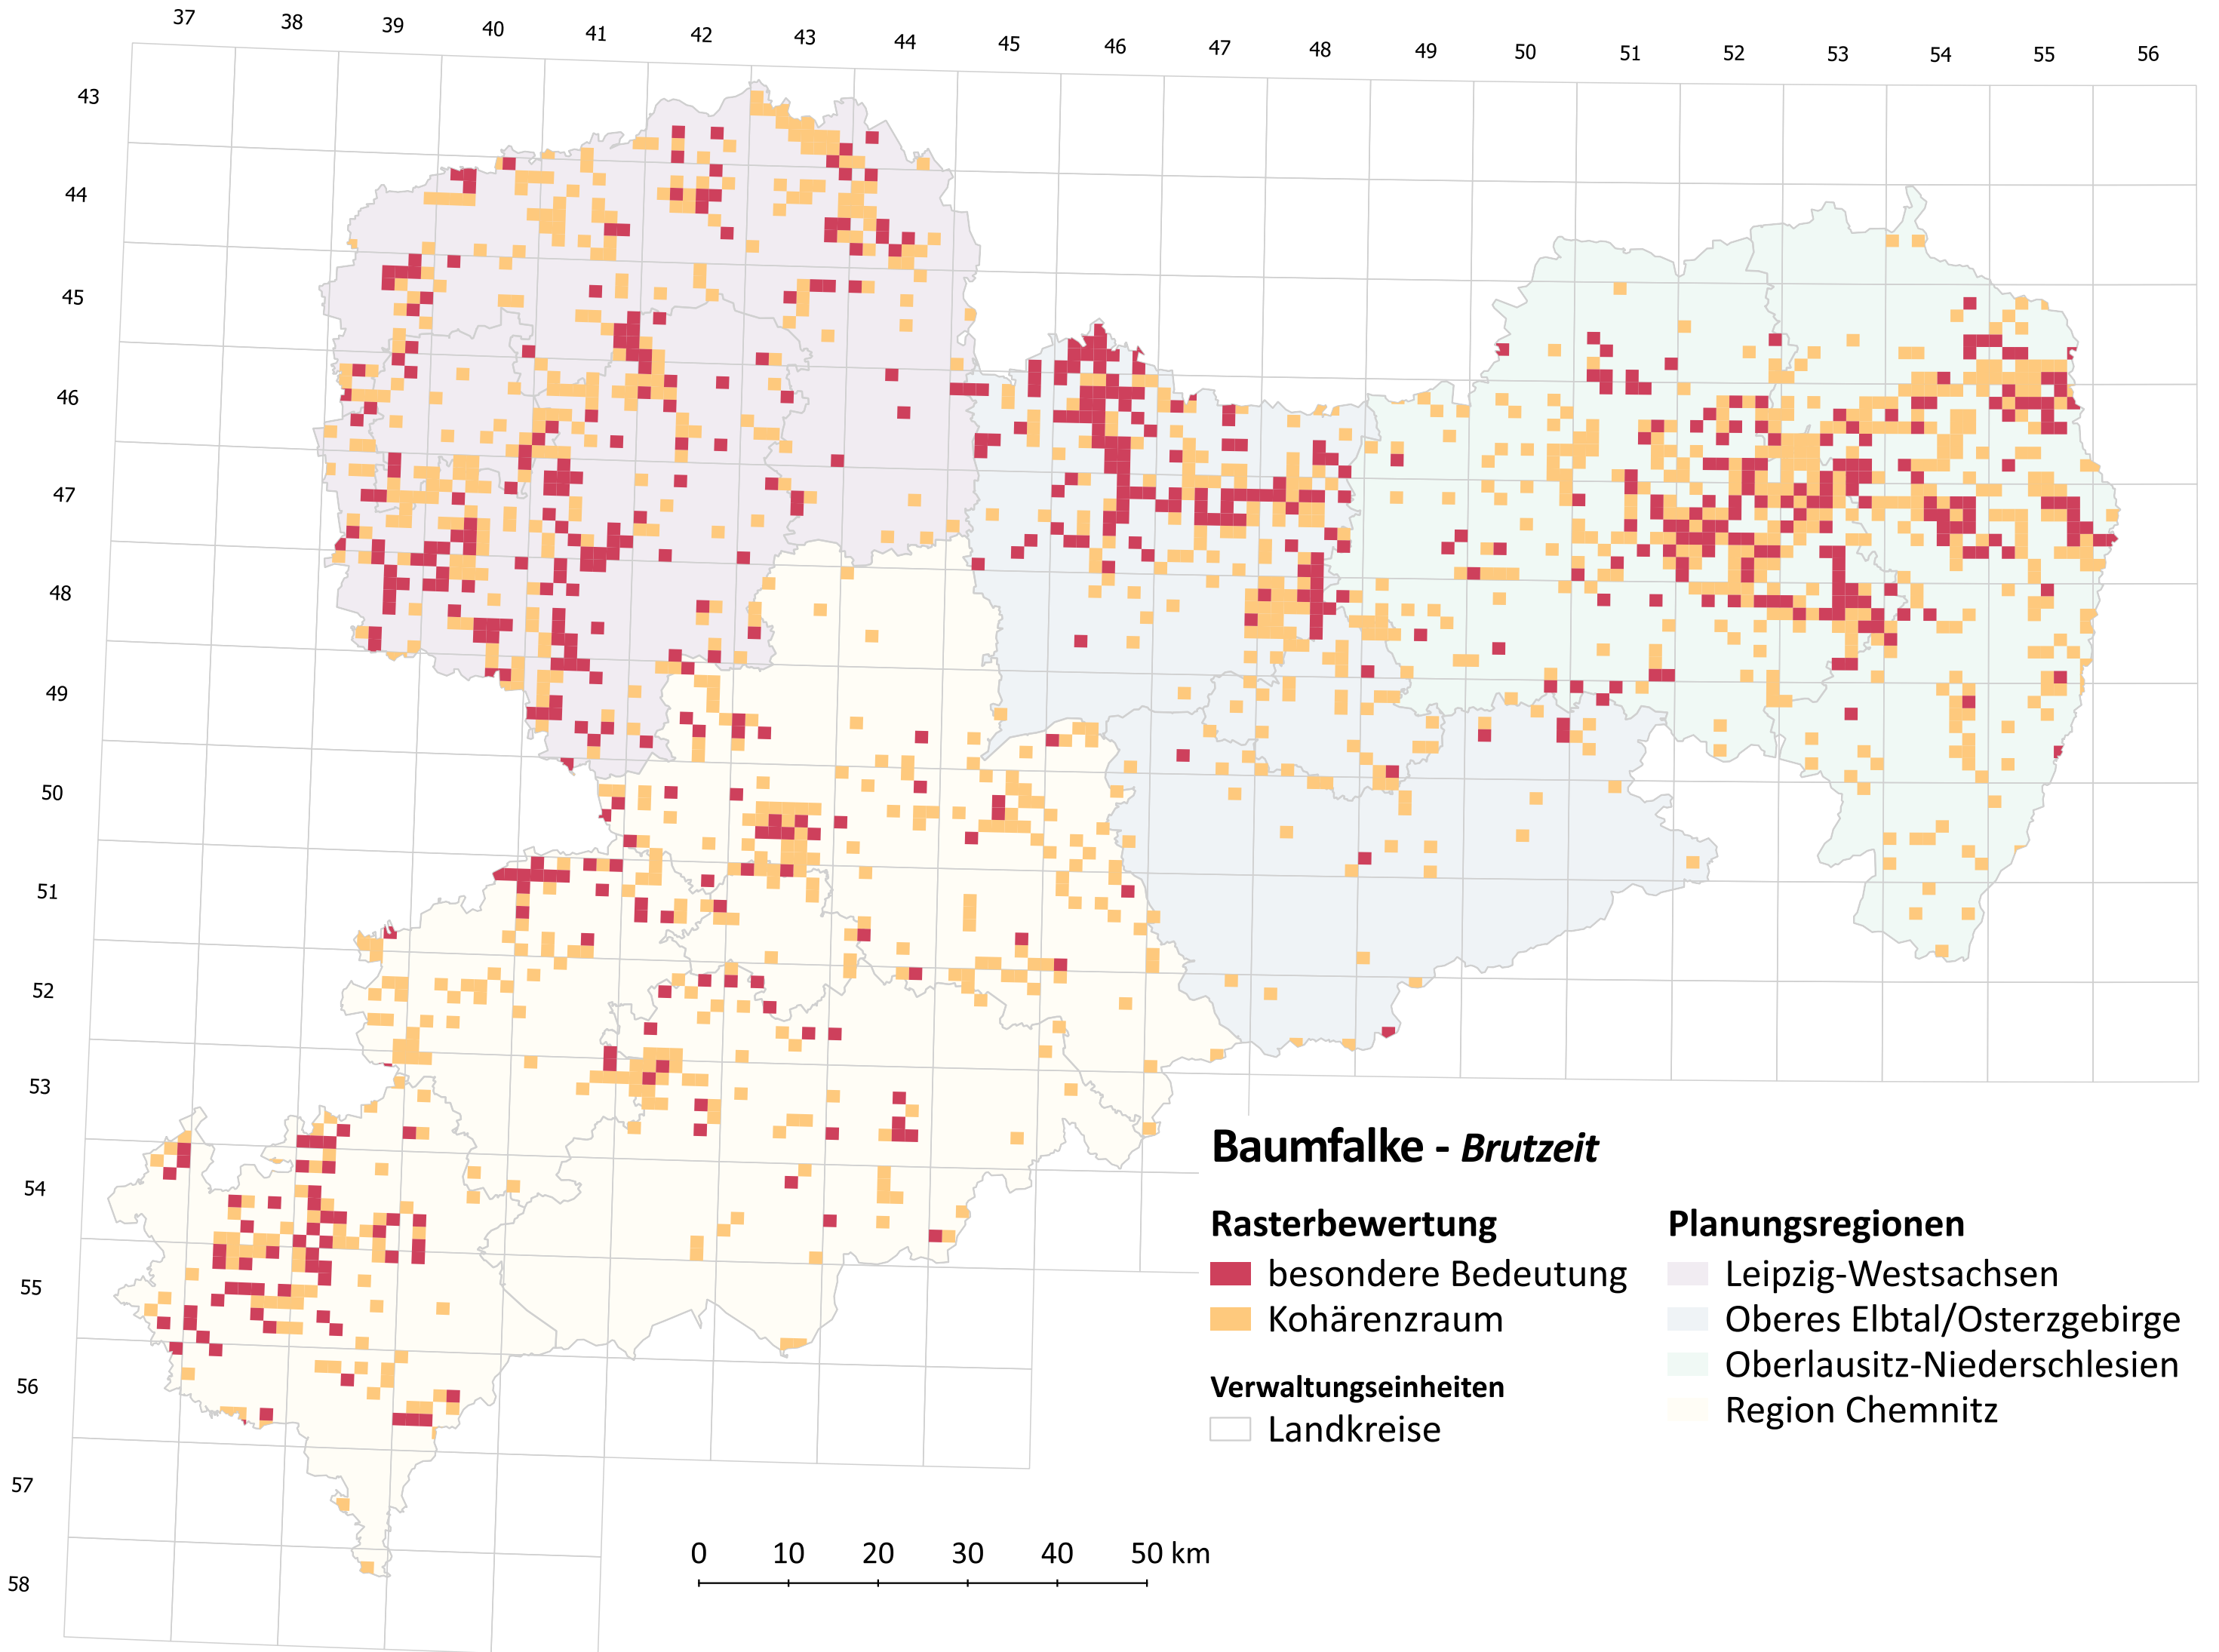 37 38 39 40 41 42 43 44 45 46 47 48 49 50 51 52 53 54 55 56
43
44
45
46
47
48
49
50
51
52
53
54
55
56
57
58
Baumfalke - Brutzeit
Rasterbewertung
besondere Bedeutung
Kohärenzraum
Verwaltungseinheiten
Landkreise
Planungsregionen
Leipzig-Westsachsen
Oberes Elbtal/Osterzgebirge
Oberlausitz-Niederschlesien
Region Chemnitz
0 10 20 30 40 50 km